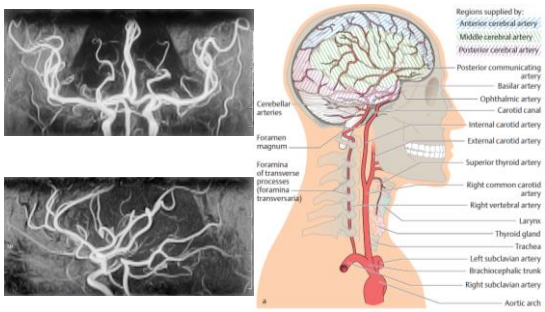 Regions supplied by:
Anterior cerebral artery
Middle cerebral artery
Posterior cerebral artery
Posterior communicating
artery
Basilar artery
Ophthalmic artery
Carotid canal
Internal carotid artery
External carotid artery
Superior thyroid artery
Right common carotid
artery
Right vertebral artery
Larynx
Thyroid gland
Trachea
Left subclavian artery
Brachiocephalic trunk
Right subclavian artery
Aortic arch
Cerebellar
arteries
Foramen
magnum
Foramina
of transverse
processes
(foramina
transversaria)
a